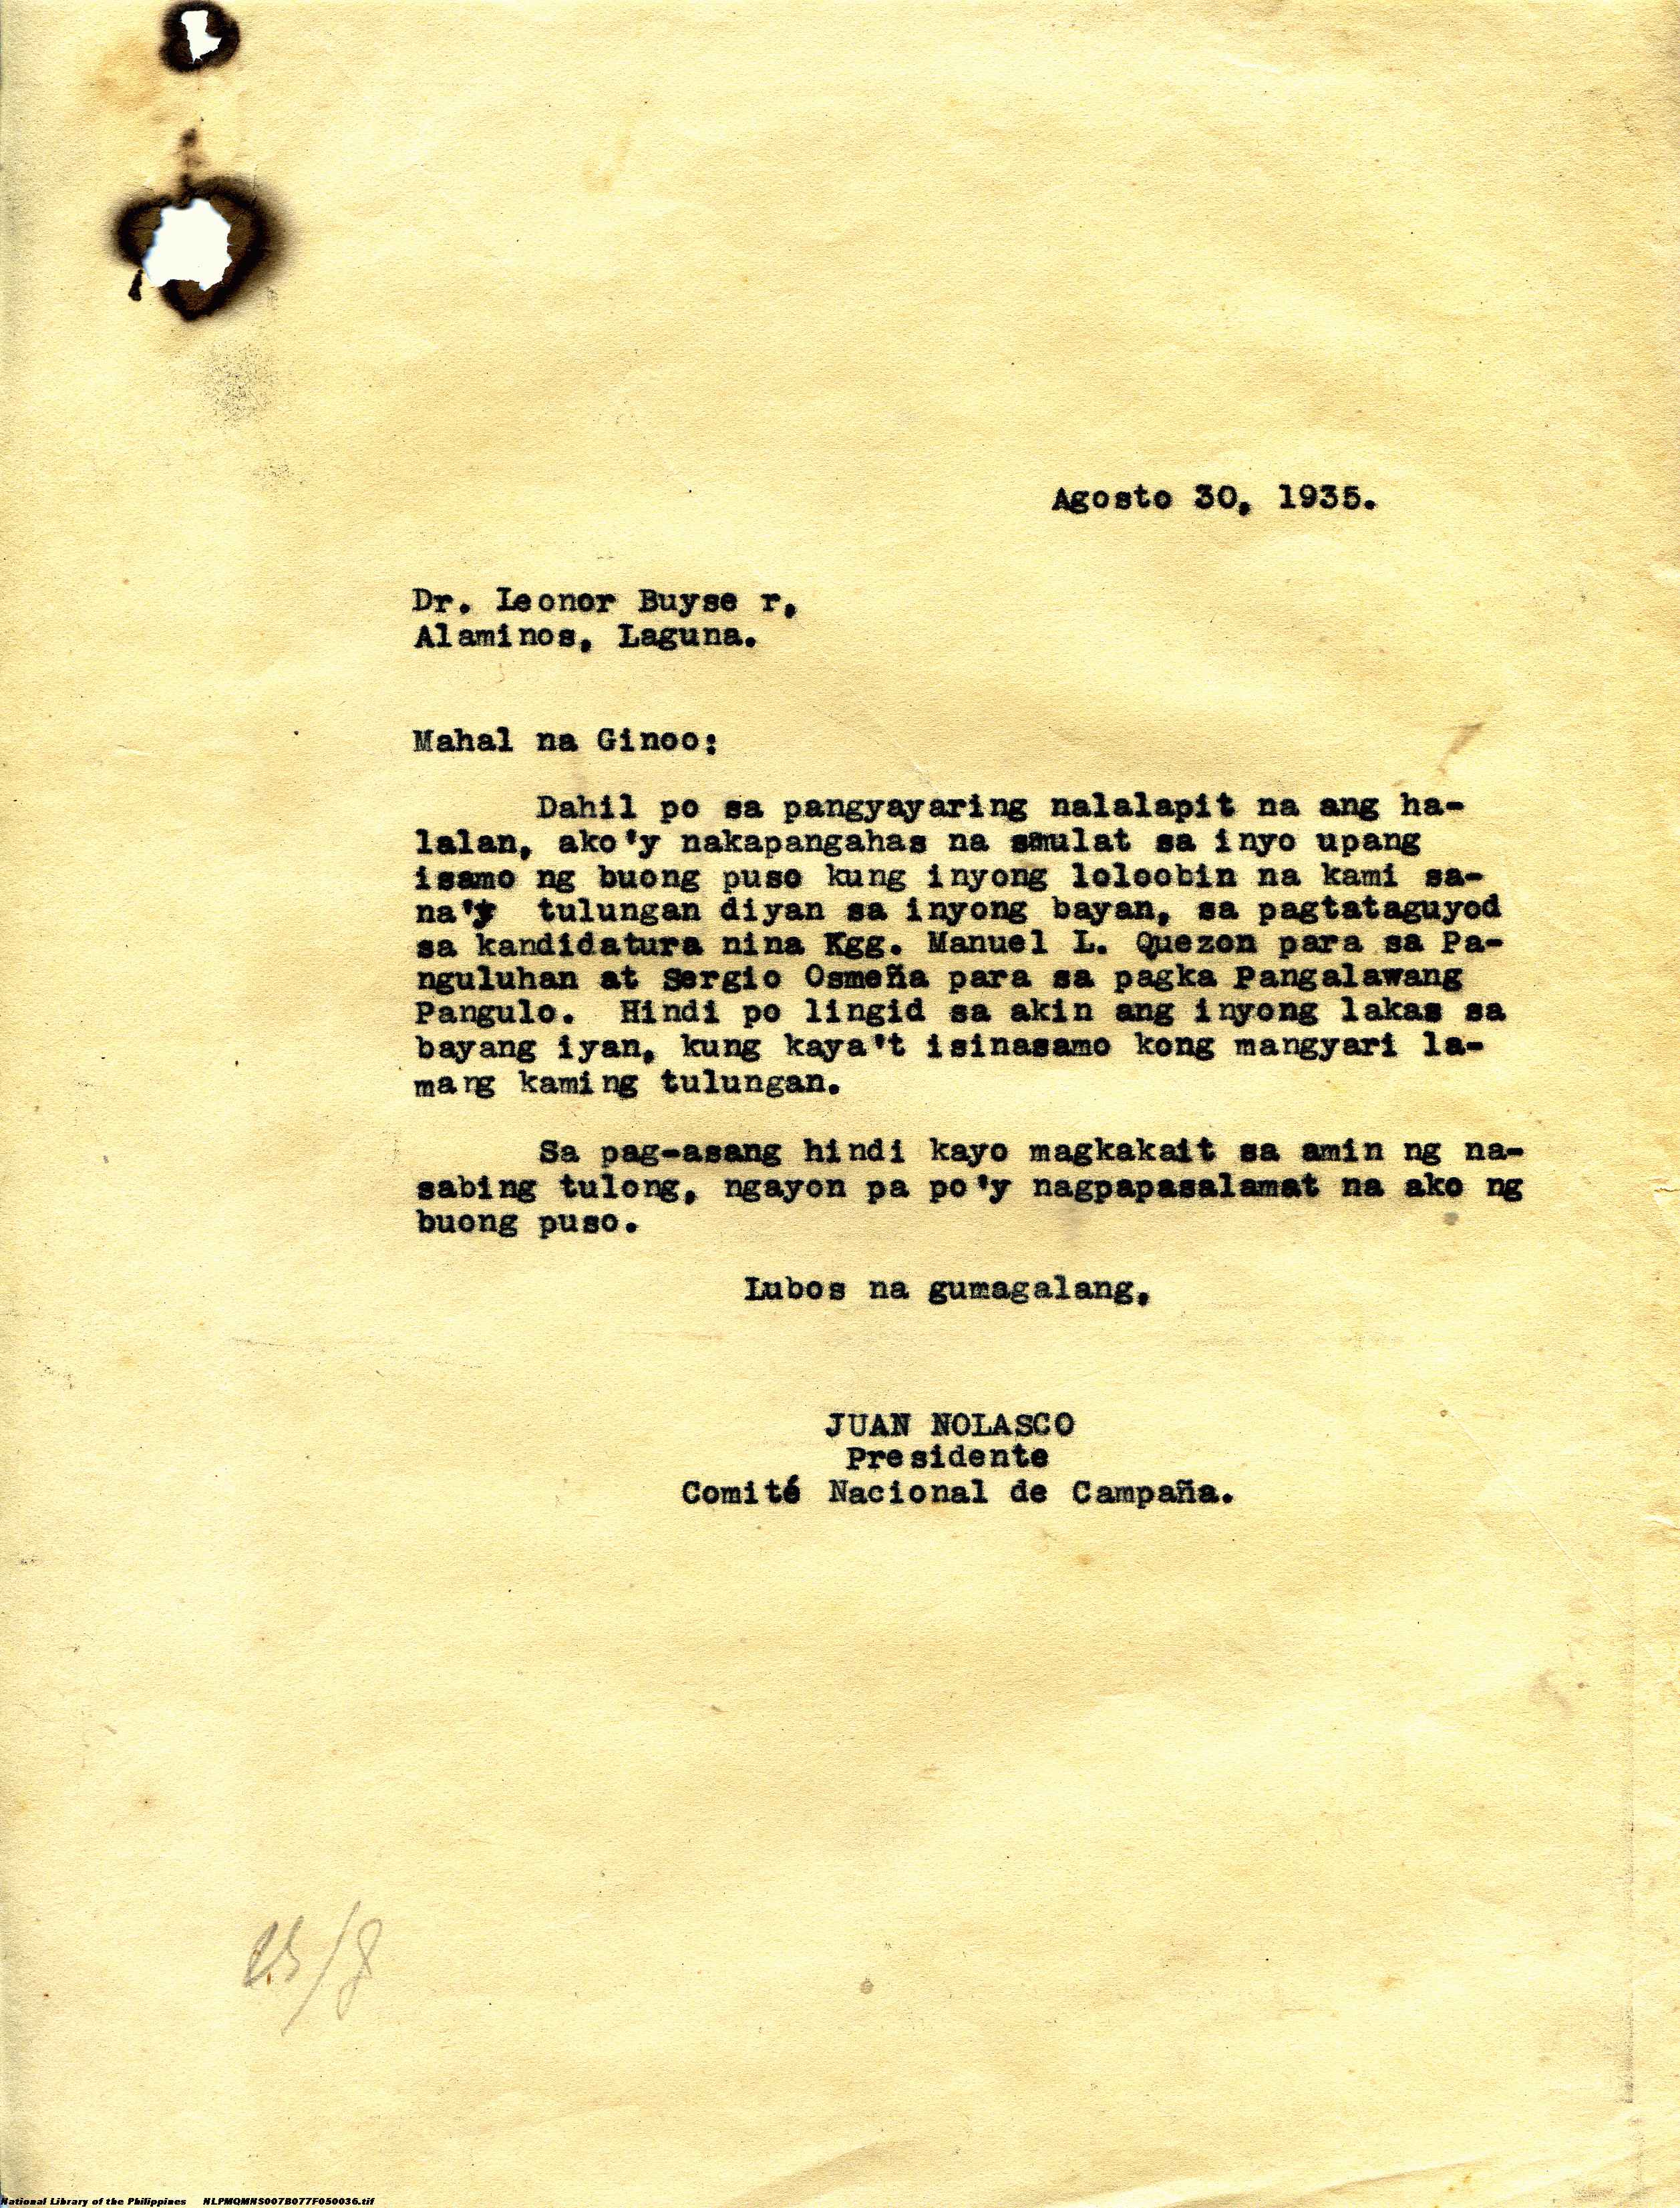 Agosto 30, 1935.
Dr. Leonor Buyse r,
Alaminos, Laguna.
Mahal na Ginoo:
Dahil po sa pangyayaring nalalapit na ang ha-
lalan, ako'y nakapangahas na sumulat sa inyo upang
isamo ng buong puso kung inyong loloobin na kami sa-
na'y tulungan diyan sa inyong bayan, sa pagtataguyod
sa kandidatura nina Kgg. Manuel L. Quezon para sa Pa-
nguluhan at Sergio Osmeña para sa pagka Pangalawang
Pangulo. Hindi po lingid sa akin ang inyong lakas sa
bayang iyan, kung kaya't isinasamo kong mangyari la-
mang kaming tulungan.
Sa pag-asang hindi kayo magkakait sa amin ng na-
sabing tulong, ngayon pa po'y nagpapasalamat na ako ng
buong puso.
Lubos na gumagalang,
JUAN NOLASCO
Presidente
Comité Nacional de Campaña.
National Library of the Philippines NLPMQMNS007B077F050036.tif